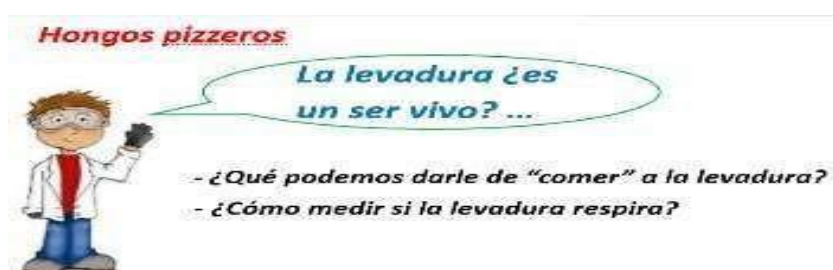 Hongos pizzeros
La levadura ¿es
un ser vivo? ...
- ¿Qué podemos darle de “comer” a la levadura?
- ¿Cómo medir si la levadura respira?